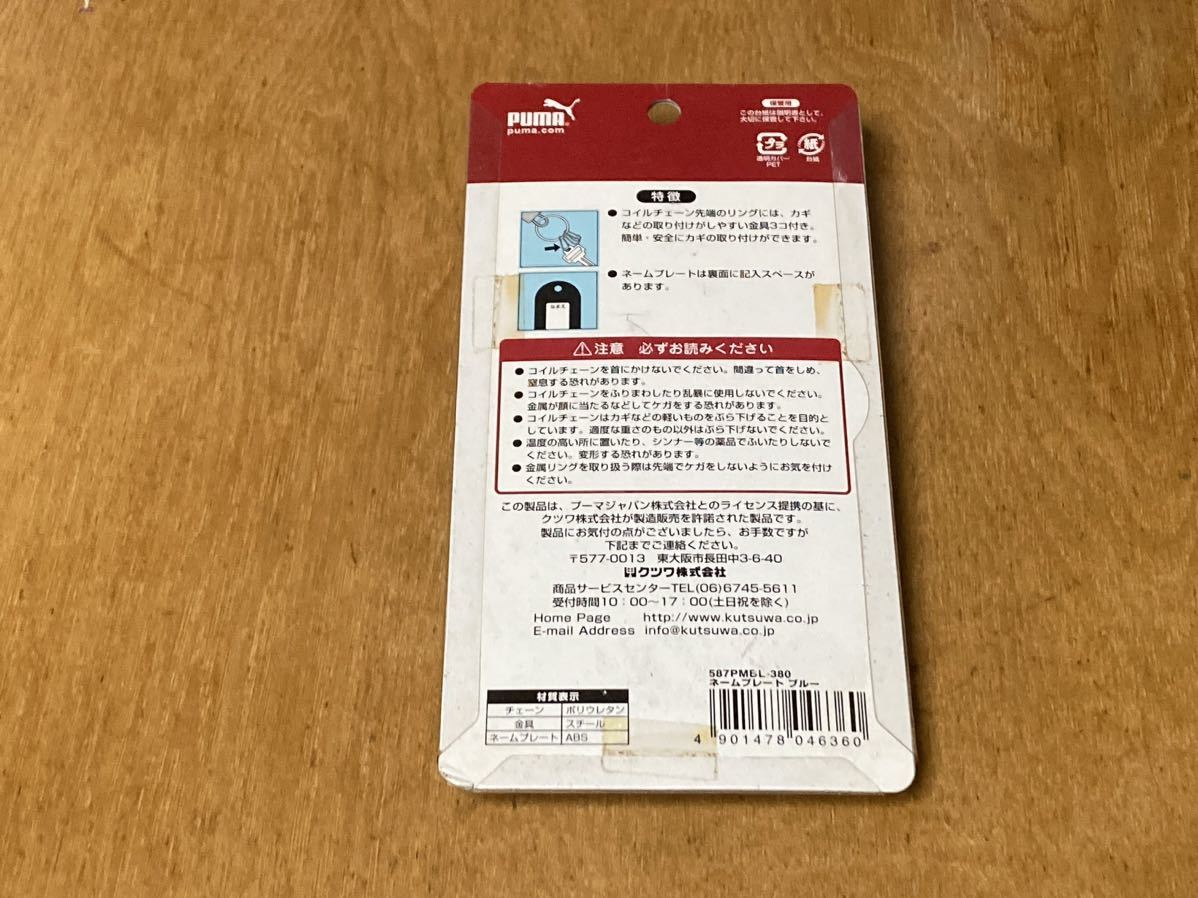 PUMA
puma.com
保管用
この台紙は説明書として、
大切に保管して下さい。
プラ
透明カバー
PET
紙
台紙
特徴
● コイルチェーン先端のリングには、カギ
などの取り付けがしやすい金具3コ付き。
簡単・安全にカギの取り付けができます。
● ネームプレートは裏面に記入スペースが
あります。
なまえ
⚠注意 必ずお読みください
● コイルチェーンを首にかけないでください。間違って首をしめ、
窒息する恐れがあります。
● コイルチェーンをふりまわしたり乱暴に使用しないでください。
金属が顔に当たるなどしてケガをする恐れがあります。
● コイルチェーンはカギなどの軽いものをぶら下げることを目的と
しています。適度な重さのもの以外はぶら下げないでください。
● 温度の高い所に置いたり、シンナー等の薬品でふいたりしないで
ください。変形する恐れがあります。
● 金属リングを取り扱う際は先端でケガをしないようにお気を付け
ください。
この製品は、プーマジャパン株式会社とのライセンス提携の基に、
クツワ株式会社が製造販売を許諾された製品です。
製品にお気付の点がございましたら、お手数ですが
下記までご連絡ください。
〒577-0013 東大阪市長田中3-6-40
クツワ株式会社
商品サービスセンターTEL(06)6745-5611
受付時間10:00〜17:00(土日祝を除く)
Home Page http://www.kutsuwa.co.jp
E-mail Address info@kutsuwa.co.jp
587PMBL-380
ネームプレート ブルー
材質表示
チェーン ポリウレタン
金具 スチール
ネームプレート ABS
4 901478 046360